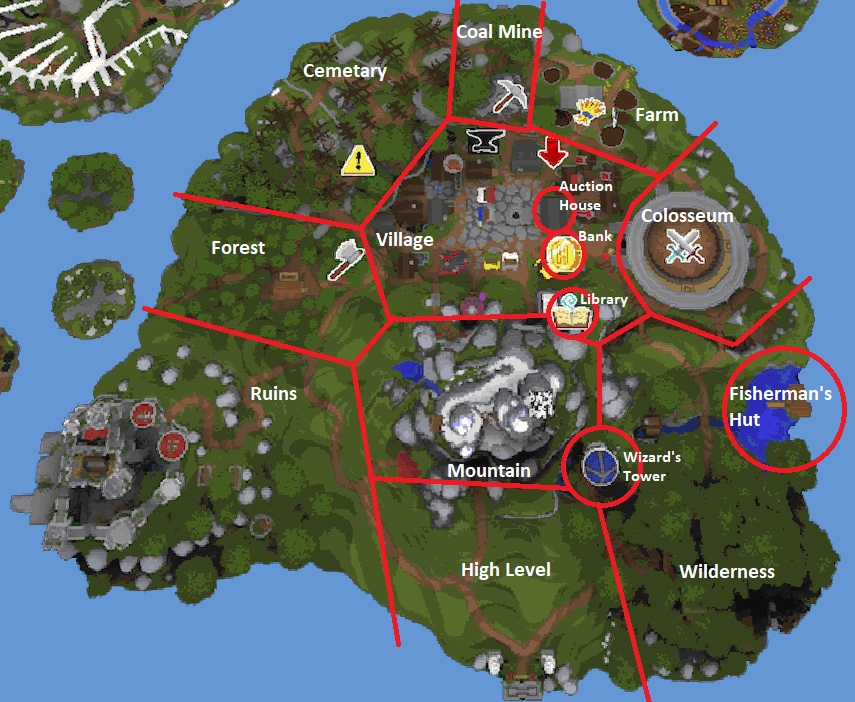 Coal Mine
Cemetary
Farm
Auction
House
Colosseum
Village
Bank
Forest
Library
Ruins
Fisherman's
Hut
Wizard's
Tower
Mountain
High Level
Wilderness